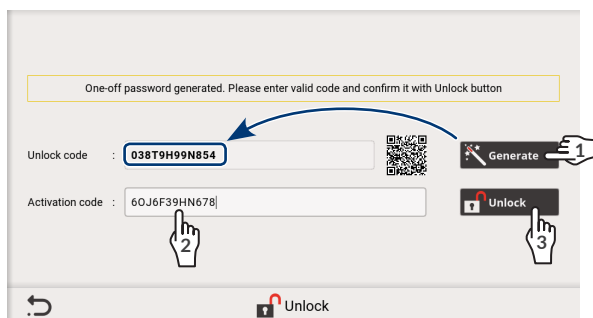 One-off password generated. Please enter valid code and confirm it with Unlock button
Unlock code : 038T9H99N854 Generate 1
Activation code : 6OJ6F39HN678 Unlock
2 3
Unlock